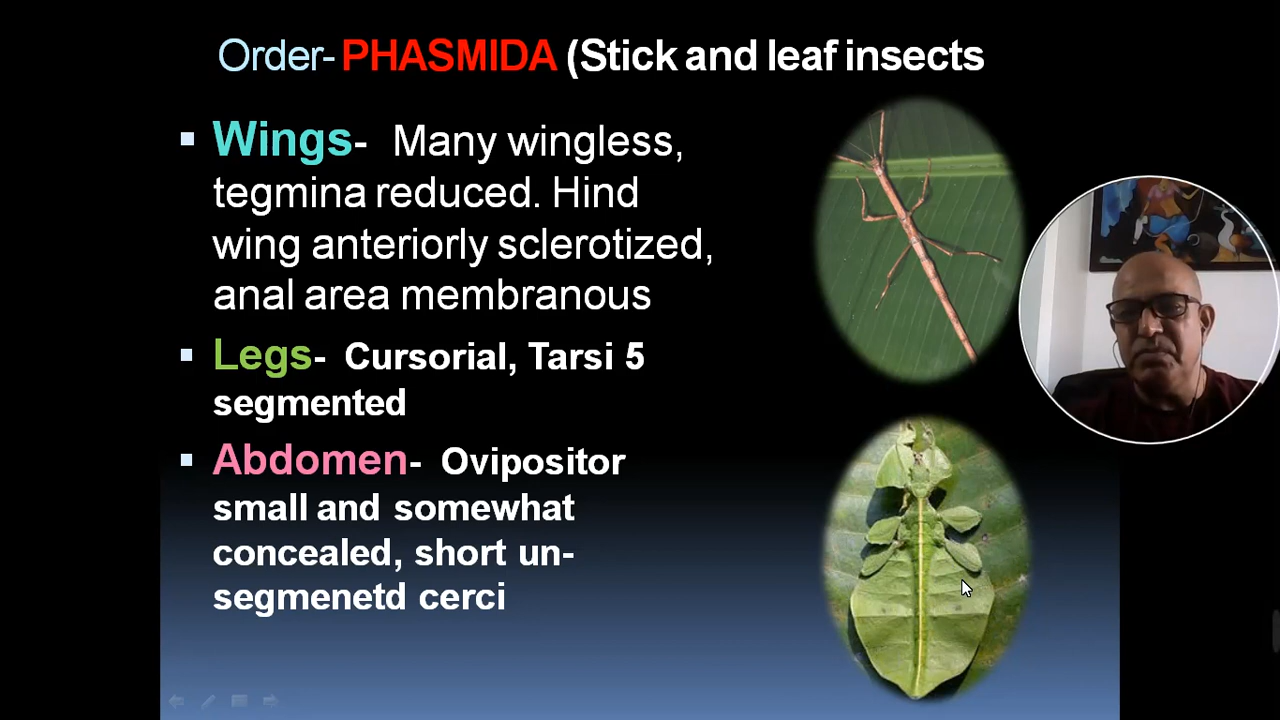 Order- PHASMIDA (Stick and leaf insects
Wings- Many wingless,
tegmina reduced. Hind
wing anteriorly sclerotized,
anal area membranous
Legs- Cursorial, Tarsi 5
segmented
Abdomen- Ovipositor
small and somewhat
concealed, short un-
segmenetd cerci